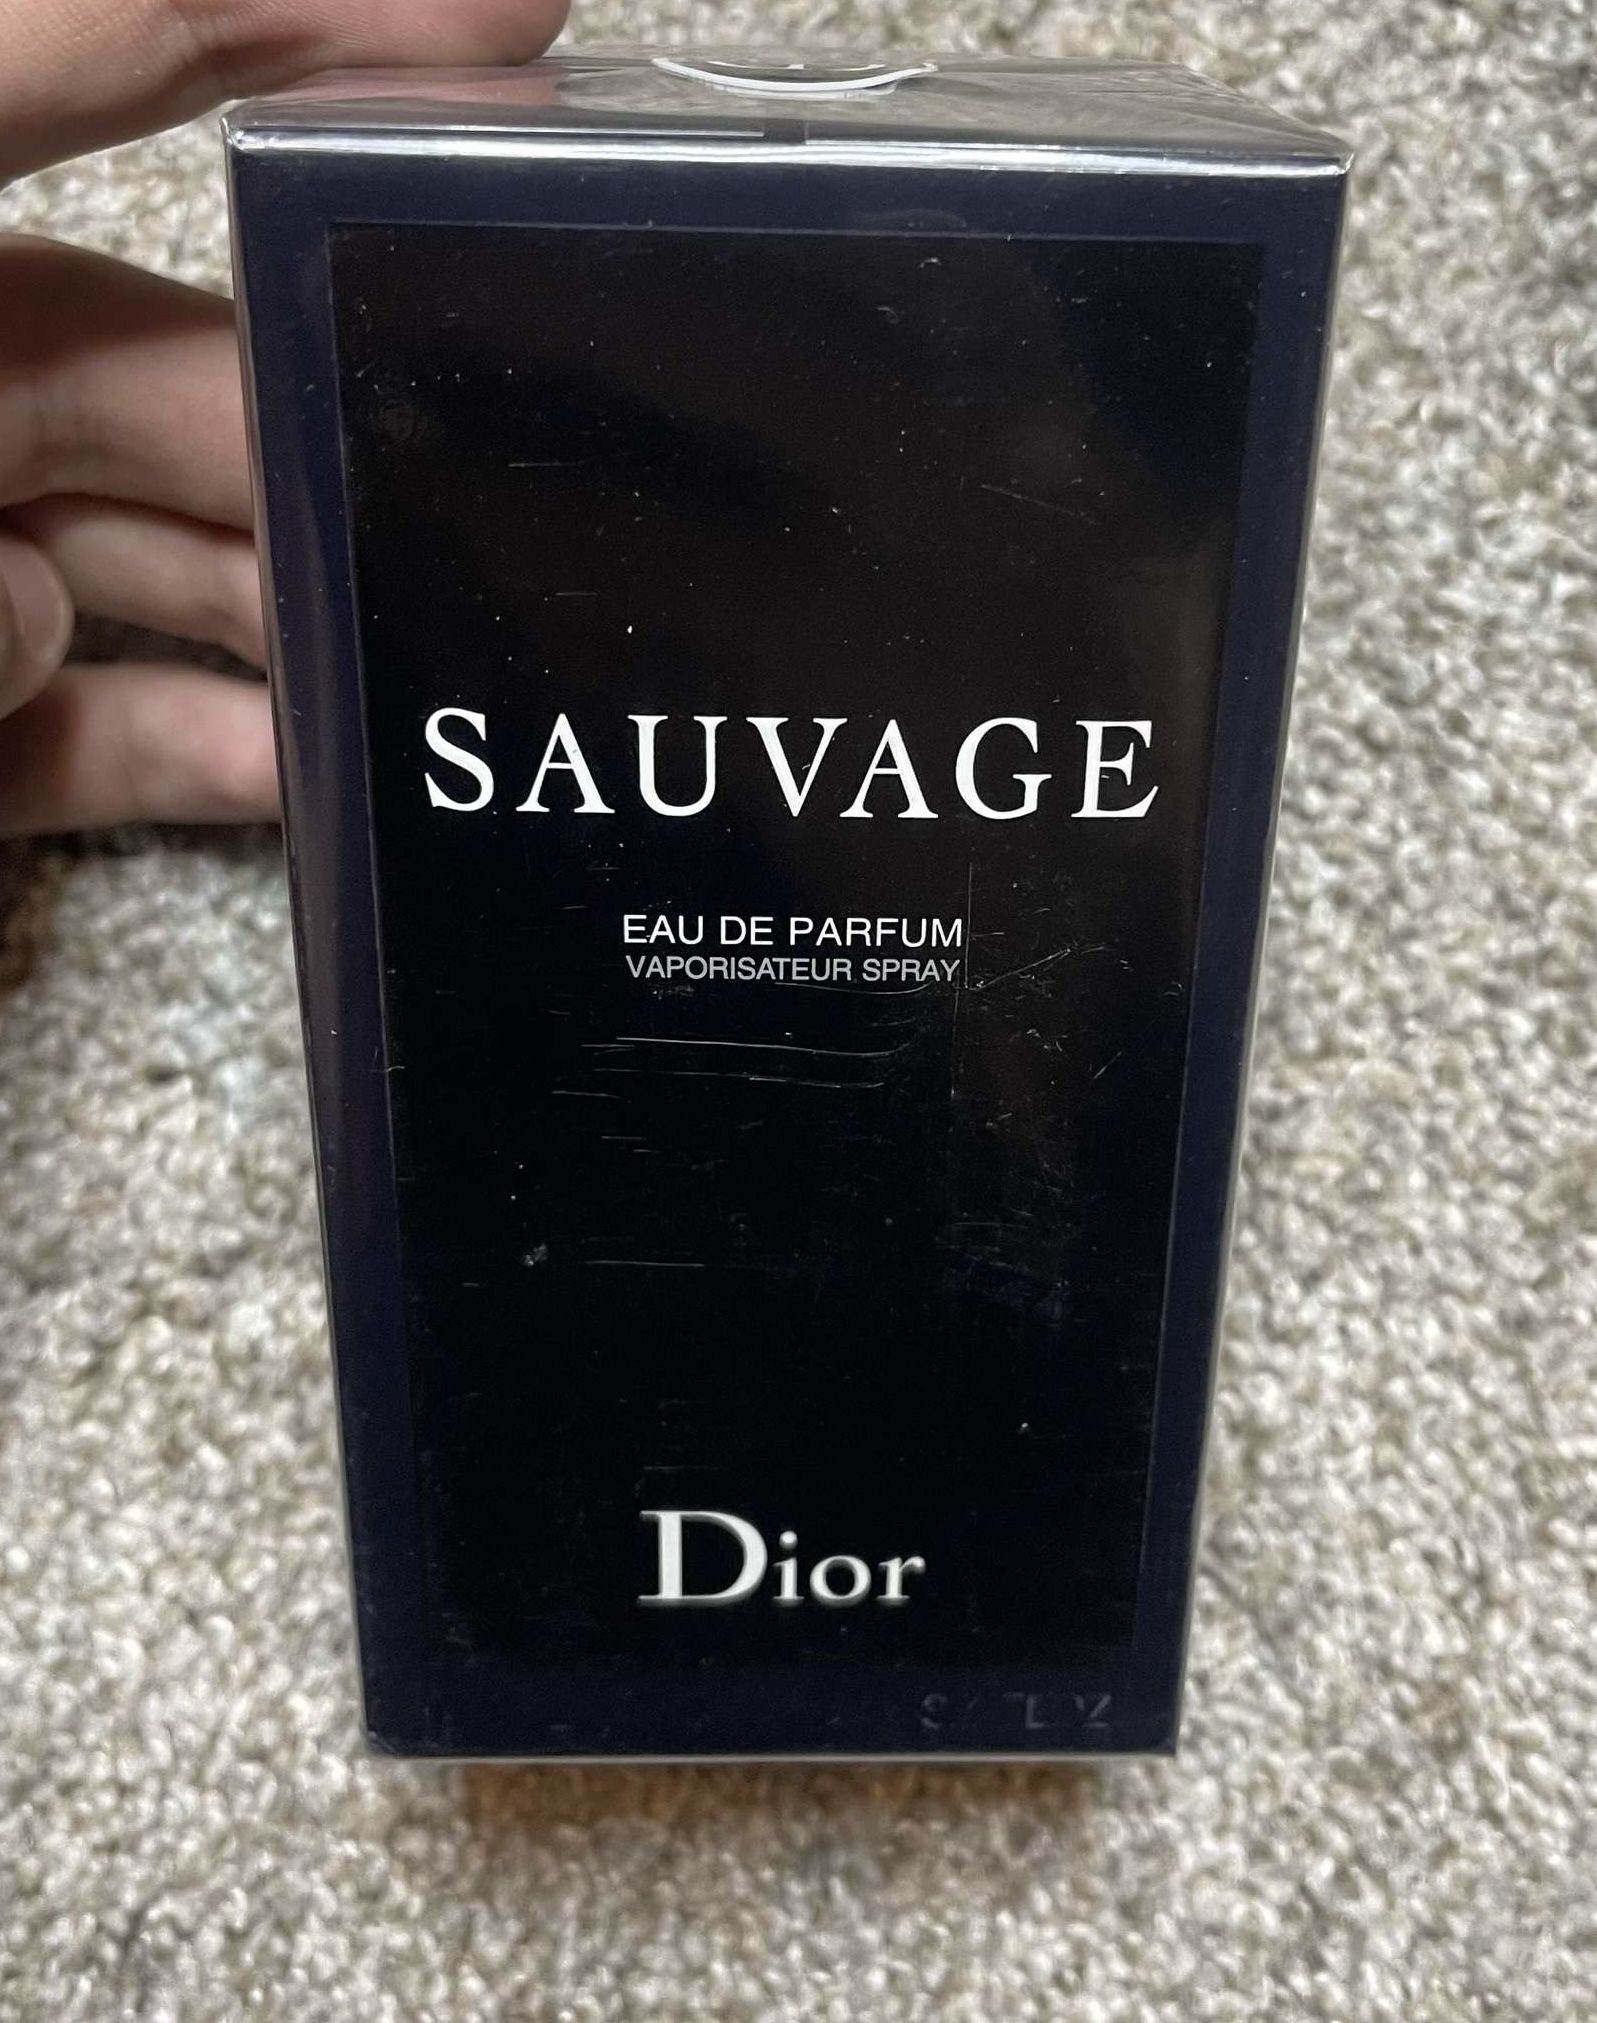 SAUVAGE
EAU DE PARFUM
VAPORISATEUR SPRAY
Dior